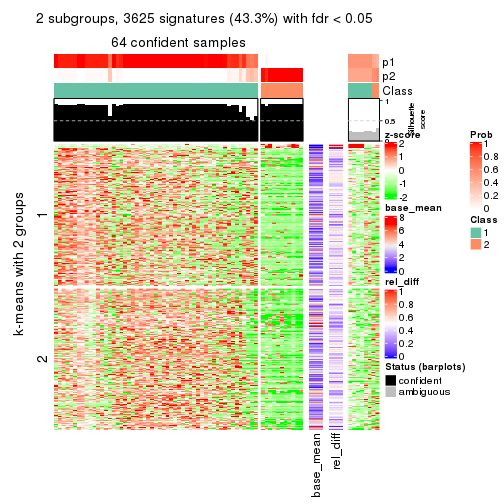 2 subgroups, 3625 signatures (43.3%) with fdr < 0.05
64 confident samples
p1
p2
Class
1
0.5
0
Silhouette
score
k-means with 2 groups
1
2
base_mean
rel_diff
z-score
2
1
0
-1
-2
base_mean
8
6
4
2
0
rel_diff
1
0.8
0.6
0.4
0.2
0
Status (barplots)
confident
ambiguous
Prob
1
0.8
0.6
0.4
0.2
0
Class
1
2